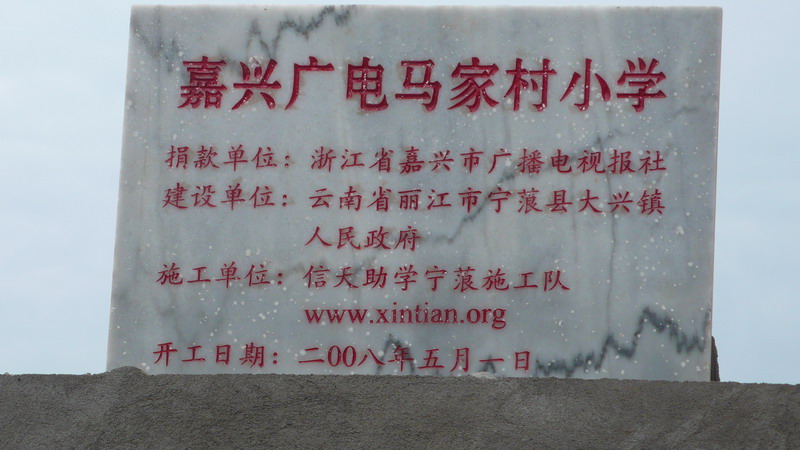 嘉兴广电马家村小学
捐款单位：浙江省嘉兴市广播电视报社
建设单位：云南省丽江市宁蒗县大兴镇
人民政府
施工单位：信天助学宁蒗施工队
www.xintian.org
开工日期：二00八年五月一日